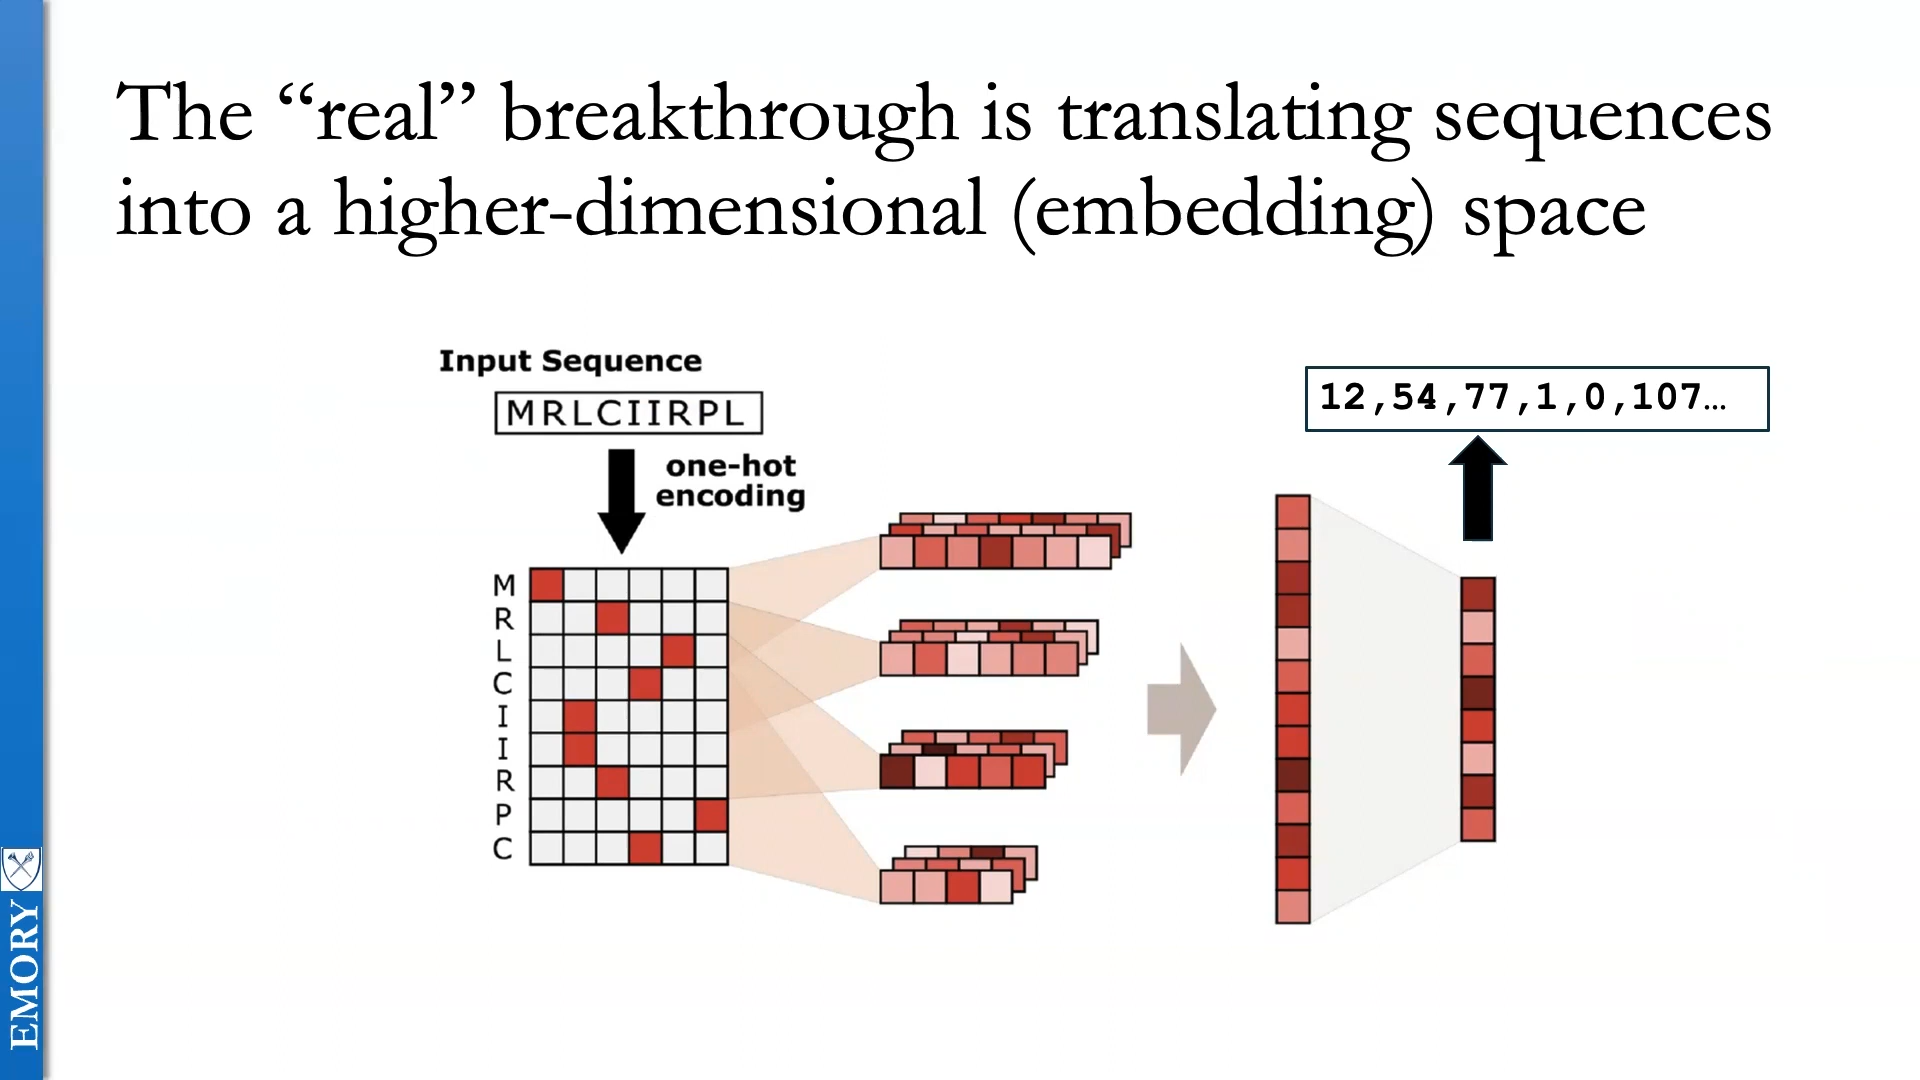 The “real” breakthrough is translating sequences
into a higher-dimensional (embedding) space
Input Sequence
MRLCIIRPL
one-hot
encoding
M
R
L
C
I
I
R
P
C
12,54,77,1,0,107…
EMORY